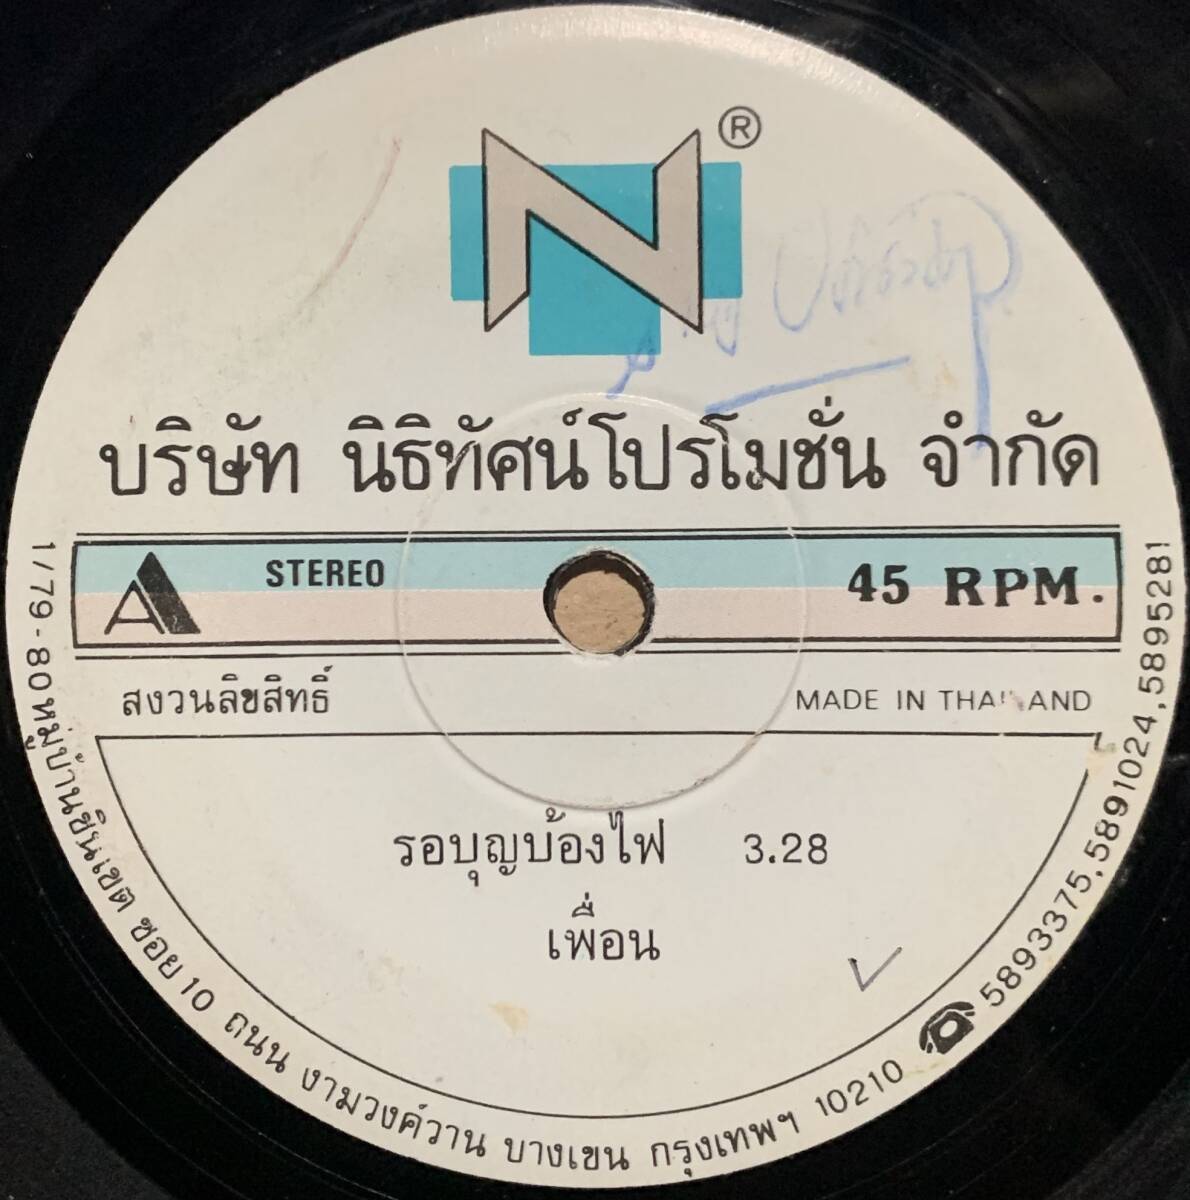 N ®
บริษัท นิธิทัศน์โปรโมชั่น จำกัด
A STEREO 45 RPM.
สงวนลิขสิทธิ์ MADE IN THAILAND
รอบุญบ้องไฟ 3.28
เพื่อน
1/79-80 หมู่บ้านชินเขต ซอย 10 ถนน งามวงค์วาน บางเขน กรุงเทพฯ 10210 ☎ 5893375,5891024,5895281